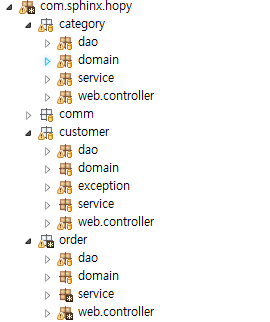 com.sphinx.hopy
category
dao
domain
service
web.controller
comm
customer
dao
domain
exception
service
web.controller
order
dao
domain
service
web.controller